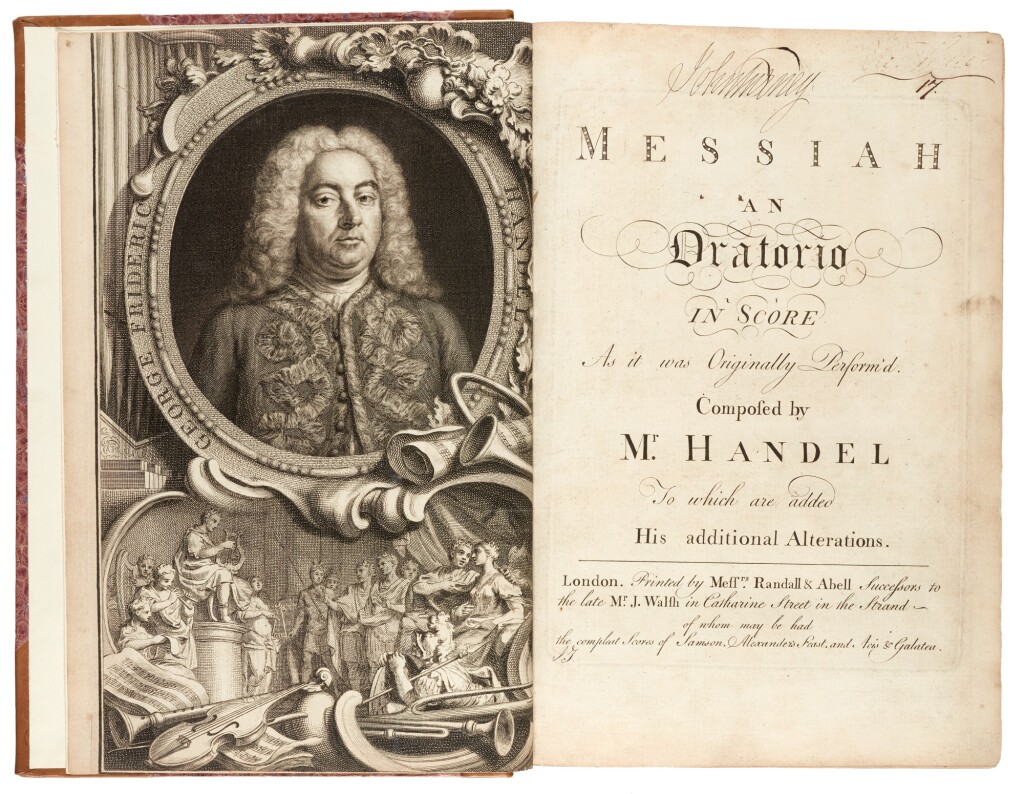 GEORGE FRIDERIC HANDEL
17
MESSIAH
AN
Oratorio
IN SCORE
As it was Originally Perform'd.
Compoſed by
Mr. HANDEL
To which are added
His additional Alterations.
London. Printed by Meſſrs. Randall & Abell Succeſsors to
the late Mr. J. Walſh in Catharine Street in the Strand
of whom may be had
the compleat Scores of Samson, Alexanders Feast, and Acis & Galatea.